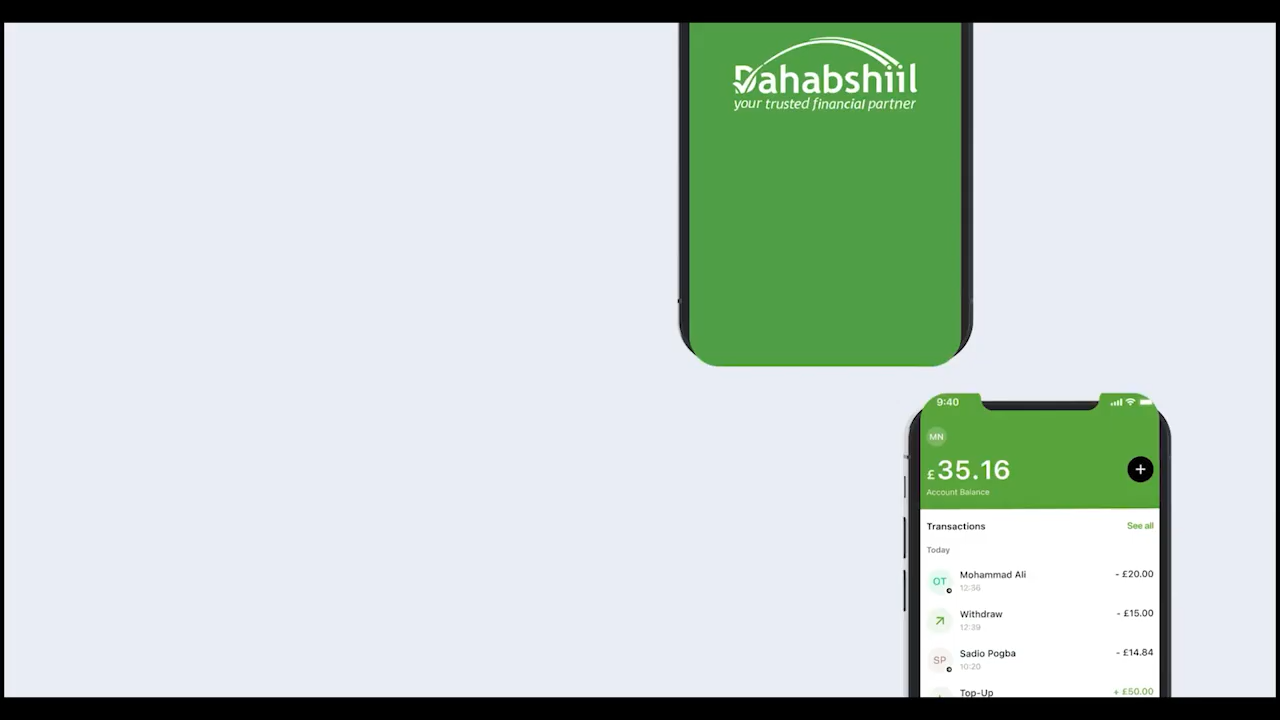 Dahabshiil
your trusted financial partner
9:40
MN
£35.16
Account Balance
Transactions
See all
Today
OT
Mohammad Ali
- £20.00
12:36
Withdraw
- £15.00
12:39
SP
Sadio Pogba
- £14.84
10:20
Top-Up
+ £50.00